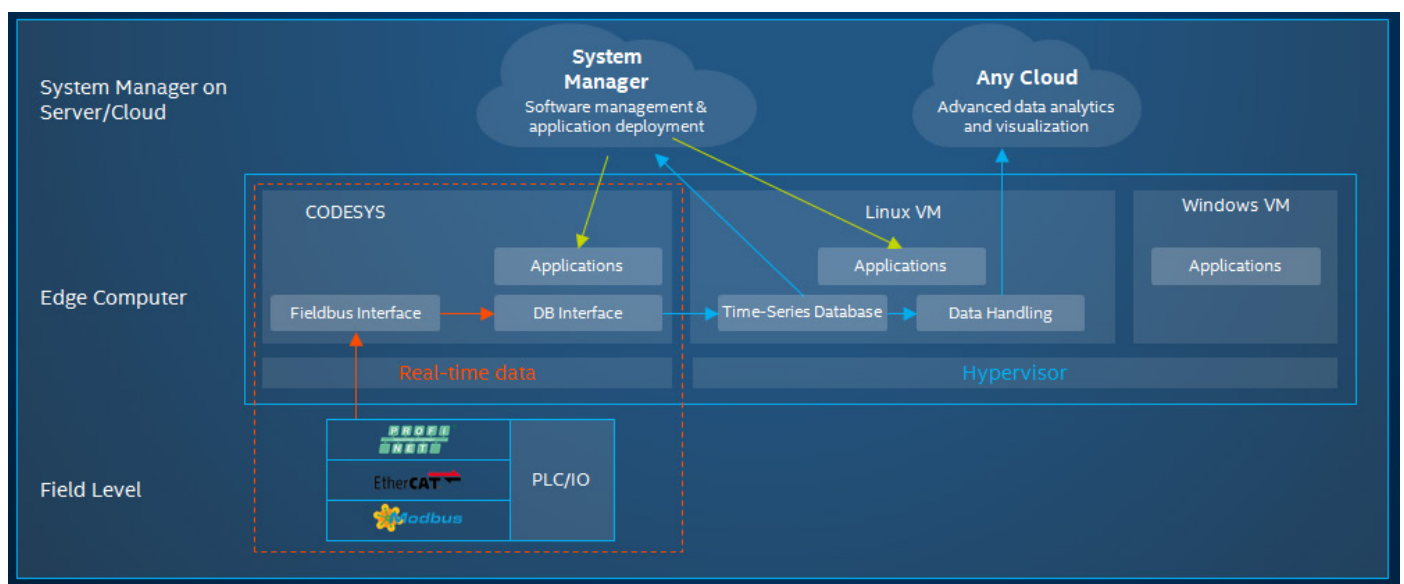 System Manager on
Server/Cloud
System
Manager
Software management &
application deployment
Any Cloud
Advanced data analytics
and visualization
Edge Computer
CODESYS
Applications
Fieldbus Interface
DB Interface
Real-time data
Linux VM
Applications
Time-Series Database
Data Handling
Windows VM
Applications
Hypervisor
Field Level
PROFI
NET
EtherCAT
Modbus
PLC/IO